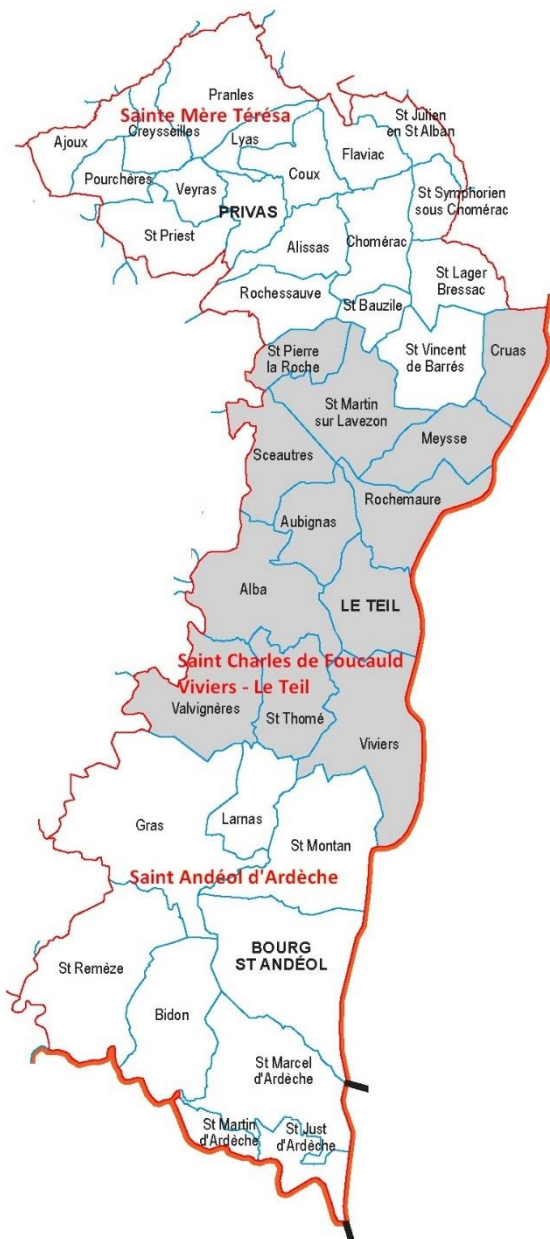 Pranles
Sainte Mère Térésa
Creysseilles
Ajoux
Lyas
St Julien
en St Alban
Flaviac
Coux
Pourchères
Veyras
PRIVAS
St Symphorien
sous Chomérac
St Priest
Alissas
Chomérac
St Lager
Bressac
Rochessauve
St Bauzile
St Pierre
la Roche
St Vincent
de Barrés
Cruas
St Martin
sur Lavezon
Meysse
Sceautres
Rochemaure
Aubignas
Alba
LE TEIL
Saint Charles de Foucauld
Viviers - Le Teil
Valvignères
St Thomé
Viviers
Gras
Larnas
St Montan
Saint Andéol d'Ardèche
BOURG
ST ANDÉOL
St Remèze
Bidon
St Marcel
d'Ardèche
St Martin
d'Ardèche
St Just
d'Ardèche